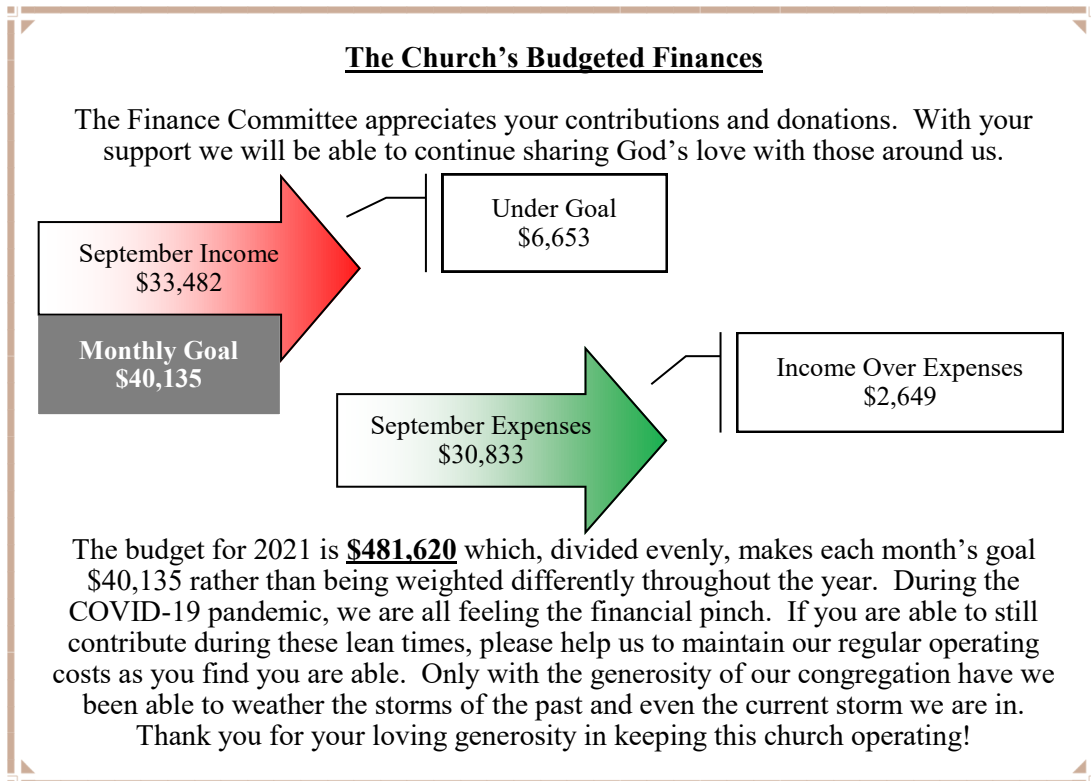 The Church’s Budgeted Finances
The Finance Committee appreciates your contributions and donations.  With your
support we will be able to continue sharing God’s love with those around us.
Under Goal
$6,653
September Income
$33,482
Monthly Goal
$40,135
Income Over Expenses
$2,649
September Expenses
$30,833
The budget for 2021 is $481,620 which, divided evenly, makes each month’s goal
$40,135 rather than being weighted differently throughout the year.  During the
COVID-19 pandemic, we are all feeling the financial pinch.  If you are able to still
contribute during these lean times, please help us to maintain our regular operating
costs as you find you are able.  Only with the generosity of our congregation have we
been able to weather the storms of the past and even the current storm we are in.
Thank you for your loving generosity in keeping this church operating!